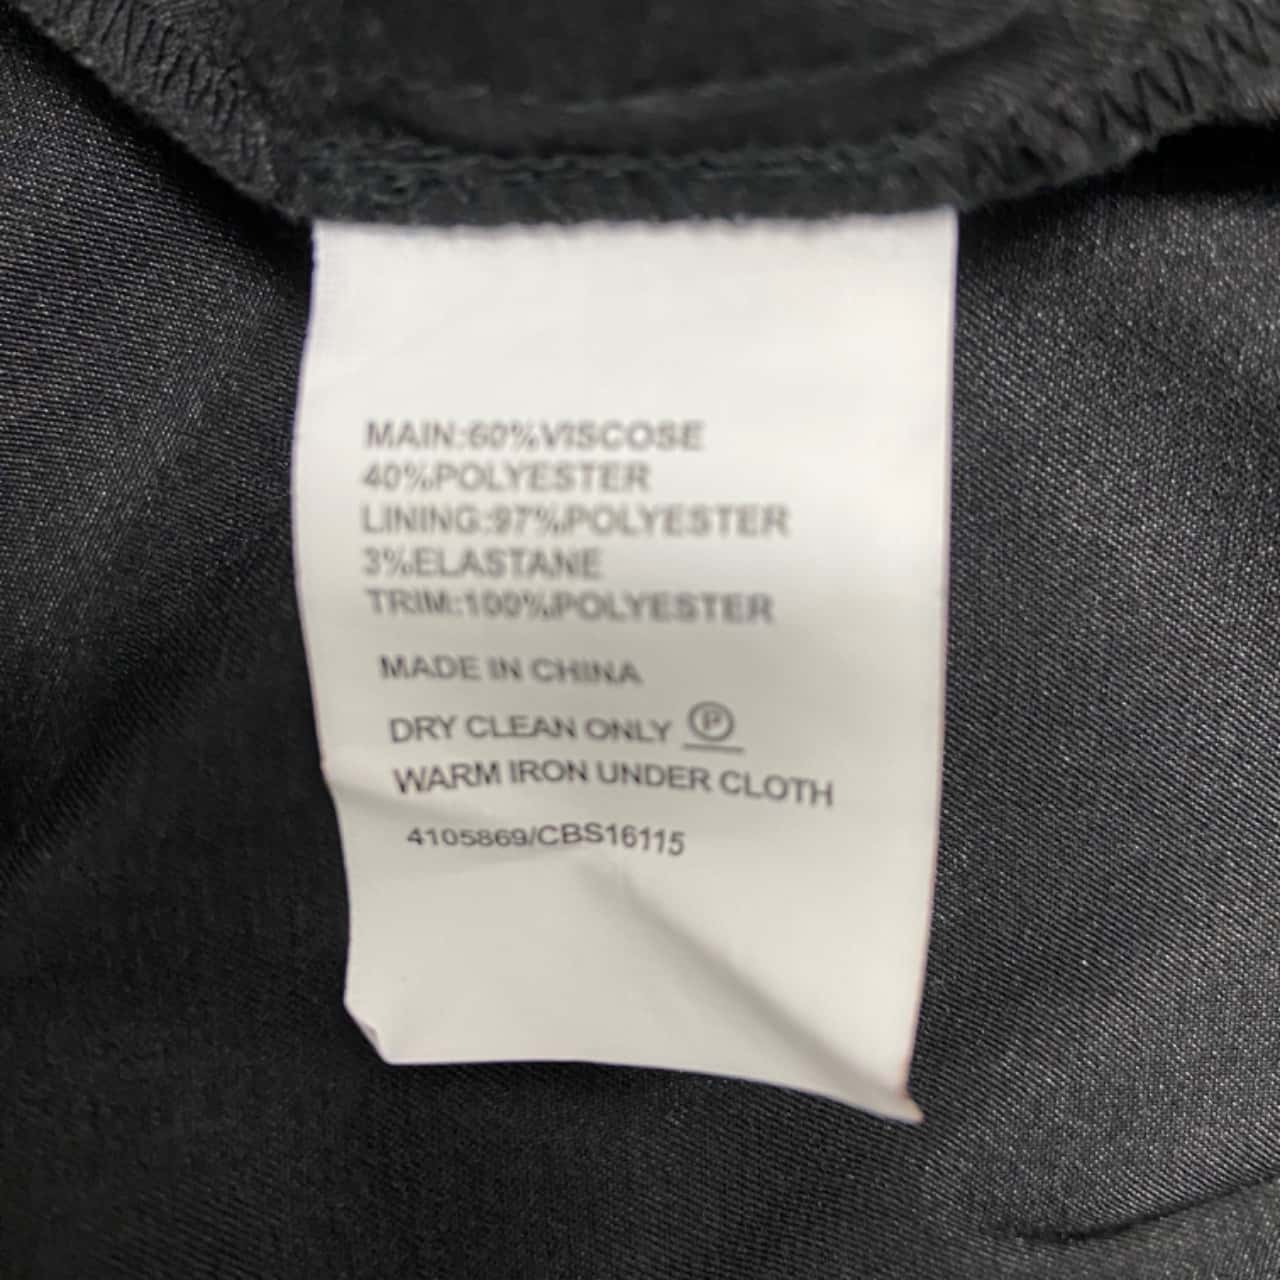 MAIN:60%VISCOSE
40%POLYESTER
LINING:97%POLYESTER
3%ELASTANE
TRIM:100%POLYESTER
MADE IN CHINA
DRY CLEAN ONLY P
WARM IRON UNDER CLOTH
4105869/CBS16115